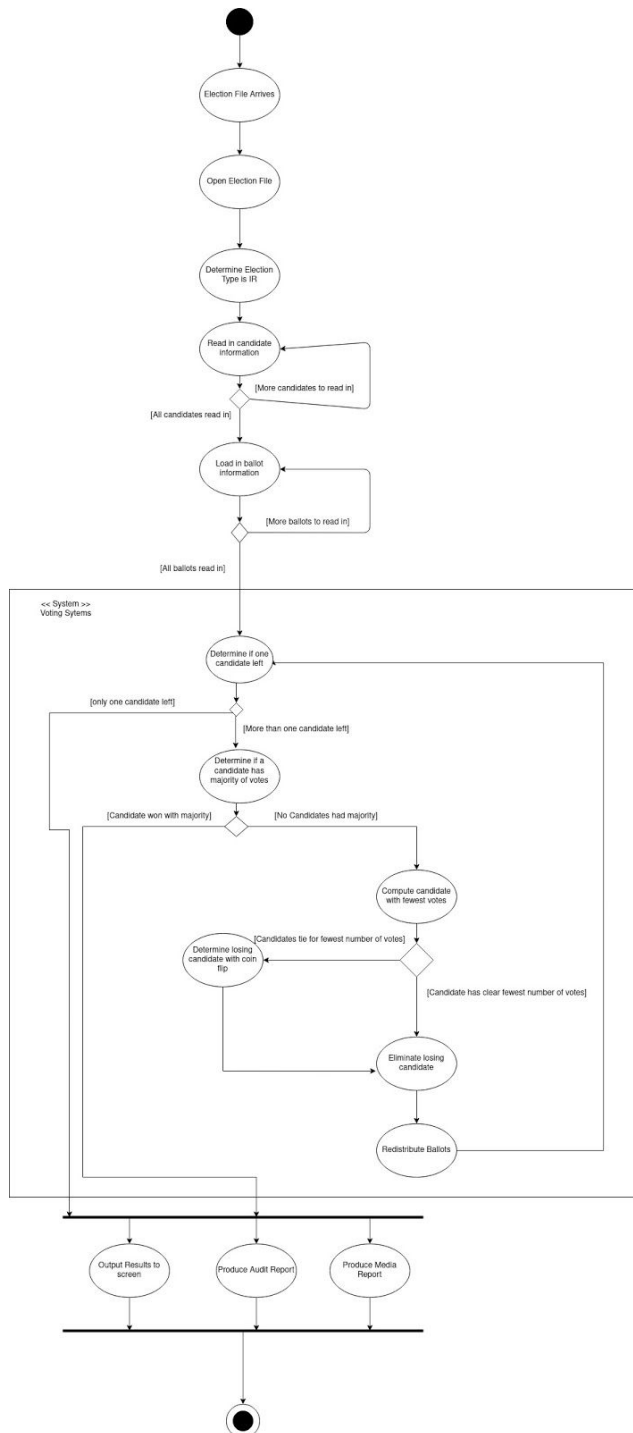 Election File Arrives
Open Election File
Determine Election
Type is IR
Read in candidate
information
[More candidates to read in]
[All candidates read in]
Load in ballot
information
[More ballots to read in]
[All ballots read in]
<< System >>
Voting Sytems
Determine if one
candidate left
[only one candidate left]
[More than one candidate left]
Determine if a
candidate has
majority of votes
[Candidate won with majority]
[No Candidates had majority]
Compute candidate
with fewest votes
[Candidates tie for fewest number of votes]
Determine losing
candidate with coin
flip
[Candidate has clear fewest number of votes]
Eliminate losing
candidate
Redistribute Ballots
Output Results to
screen
Produce Audit Report
Produce Media
Report